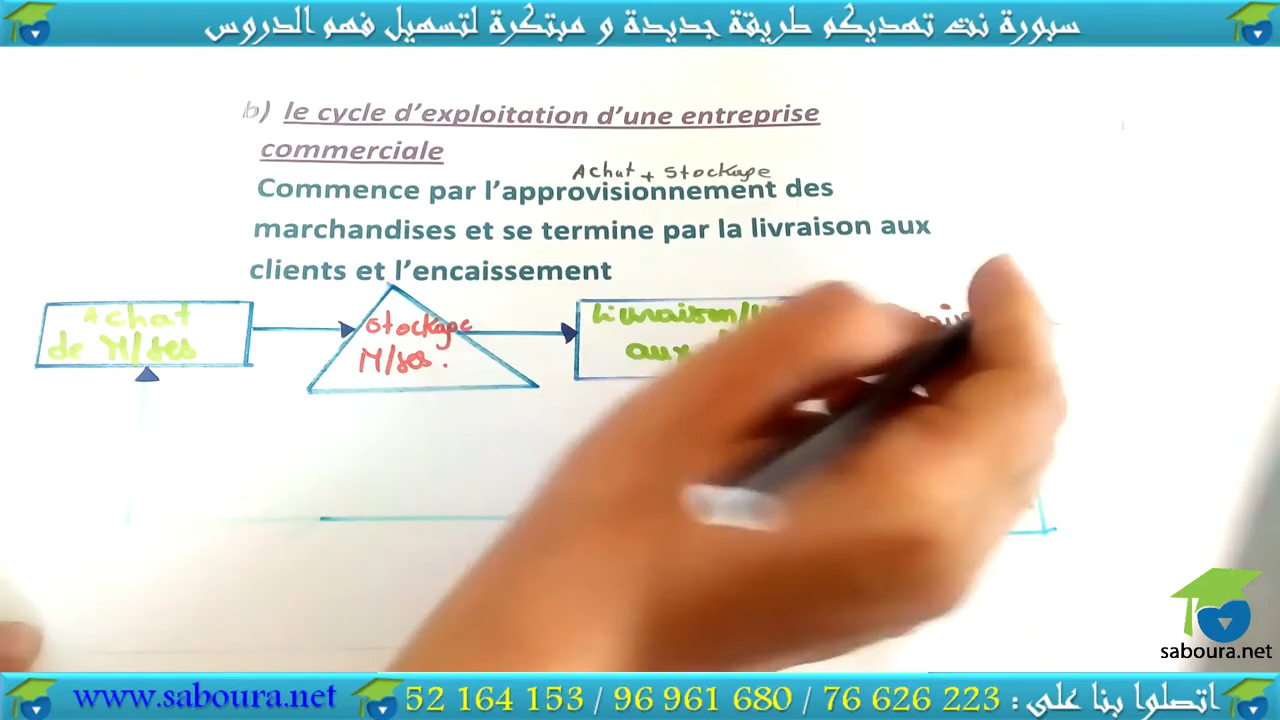 سبورة نت تهديكم طريقة جديدة و مبتكرة لتسهيل فهم الدروس
b) le cycle d'exploitation d'une entreprise
commerciale
Achat + Stockage
Commence par l'approvisionnement des
marchandises et se termine par la livraison aux
clients et l'encaissement
Achat
de M/ses
Stockage
M/ses.
Livraison/
aux
saboura.net
www.saboura.net 52 164 153 / 96 961 680 / 76 626 223 : اتصلوا بنا على